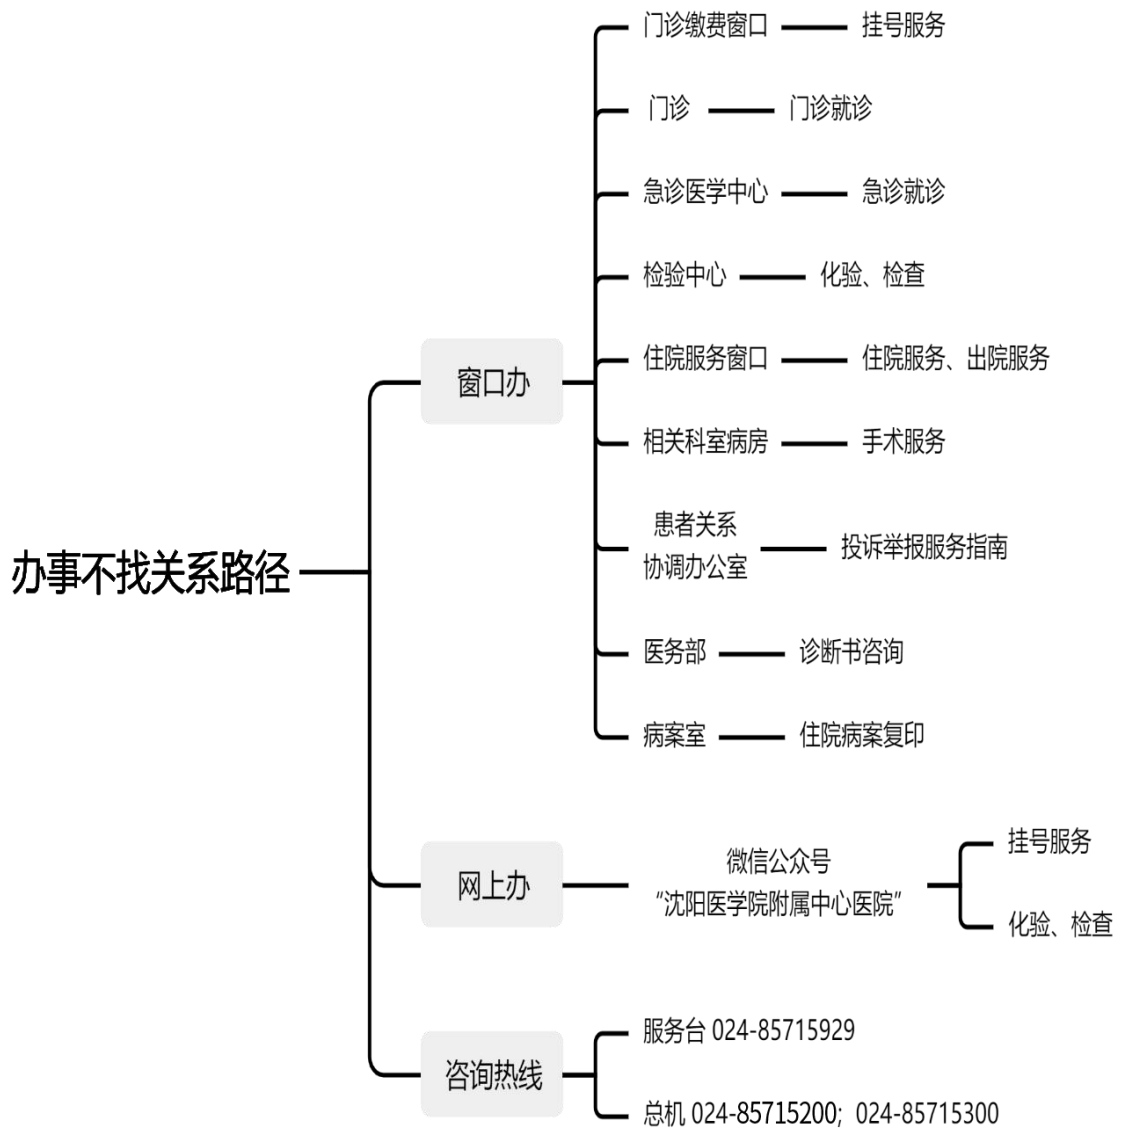 办事不找关系路径
窗口办
门诊缴费窗口 挂号服务
门诊 门诊就诊
急诊医学中心 急诊就诊
检验中心 化验、检查
住院服务窗口 住院服务、出院服务
相关科室病房 手术服务
患者关系
协调办公室 投诉举报服务指南
医务部 诊断书咨询
病案室 住院病案复印
网上办
微信公众号
“沈阳医学院附属中心医院”
挂号服务
化验、检查
咨询热线
服务台 024-85715929
总机 024-85715200; 024-85715300